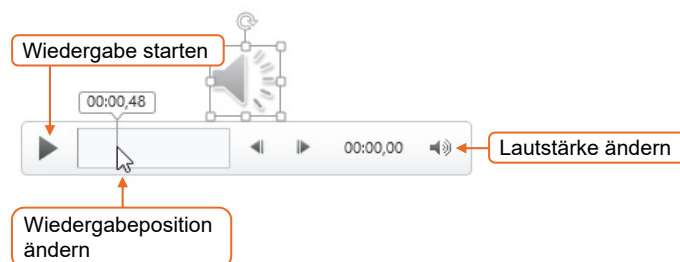 Wiedergabe starten
00:00,48
00:00,00
Lautstärke ändern
Wiedergabeposition
ändern